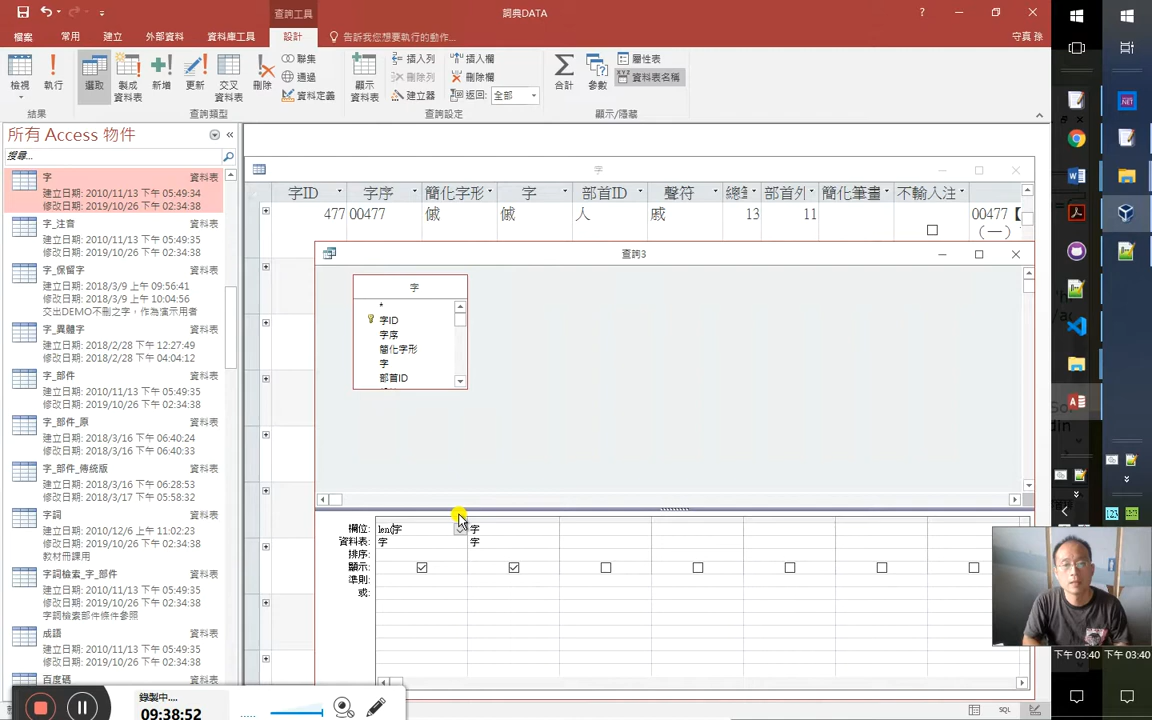 查詢工具
詞典DATA
檔案 常用 建立 外部資料 資料庫工具 設計 告訴我您想要執行的動作...
守真 孫
檢視 執行 選取 製成資料表 新增 更新 交叉資料表 刪除
聯集
通過
資料定義
顯示資料表
插入列
刪除列
建立器
插入欄
刪除欄
返回: 全部
合計 參數
屬性表
資料表名稱
結果 查詢類型 查詢設定 顯示/隱藏
所有 Access 物件
搜尋...
字 資料表
建立日期: 2010/11/13 下午 05:49:34
修改日期: 2019/10/26 下午 02:34:38
字_注音 資料表
建立日期: 2010/11/13 下午 05:49:35
修改日期: 2019/10/26 下午 02:34:38
字_保留字 資料表
建立日期: 2018/3/9 上午 09:56:41
修改日期: 2018/3/9 上午 10:04:56
交出DEMO不刪之字，作為演示用者
字_異體字 資料表
建立日期: 2018/2/28 下午 12:27:49
修改日期: 2018/2/28 下午 04:04:12
字_部件 資料表
建立日期: 2010/11/13 下午 05:49:35
修改日期: 2019/10/26 下午 02:34:38
字_部件_原 資料表
建立日期: 2018/3/16 下午 06:40:24
修改日期: 2018/3/16 下午 06:40:33
字_部件_傳統版 資料表
建立日期: 2018/3/16 下午 06:28:53
修改日期: 2018/3/17 下午 05:58:32
字詞 資料表
建立日期: 2010/12/6 上午 11:02:23
修改日期: 2019/10/26 下午 02:34:38
教材冊課用
字詞檢索_字_部件 資料表
建立日期: 2010/11/13 下午 05:49:35
修改日期: 2019/10/26 下午 02:34:38
字詞檢索部件條件參照
成語 資料表
建立日期: 2010/11/13 下午 05:49:35
修改日期: 2019/10/26 下午 02:34:38
百度碼 資料表
字
字ID 字序 簡化字形 字 部首ID 聲符 部首外 簡化筆畫 不輸入注
477 00477 傶 傶 人 戚 13 11 00477【
(一)
查詢3
字
*
字ID
字序
簡化字形
字
部首ID
欄位: len(字 字
資料表: 字 字
排序:
顯示:
準則:
或:
錄製中....
09:38:52
下午 03:40 下午 03:40
SQL